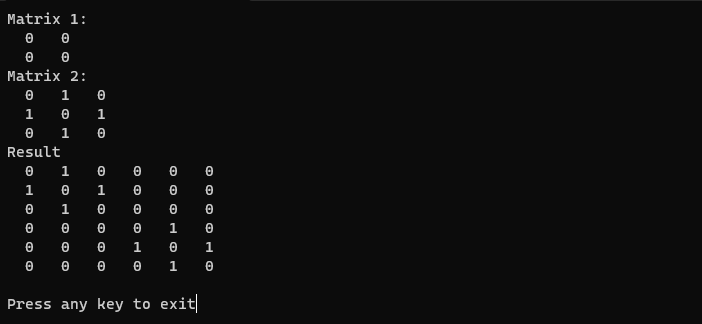 Matrix 1:
  0   0
  0   0
Matrix 2:
  0   1   0
  1   0   1
  0   1   0
Result
  0   1   0   0   0   0
  1   0   1   0   0   0
  0   1   0   0   0   0
  0   0   0   0   1   0
  0   0   0   1   0   1
  0   0   0   0   1   0

Press any key to exit